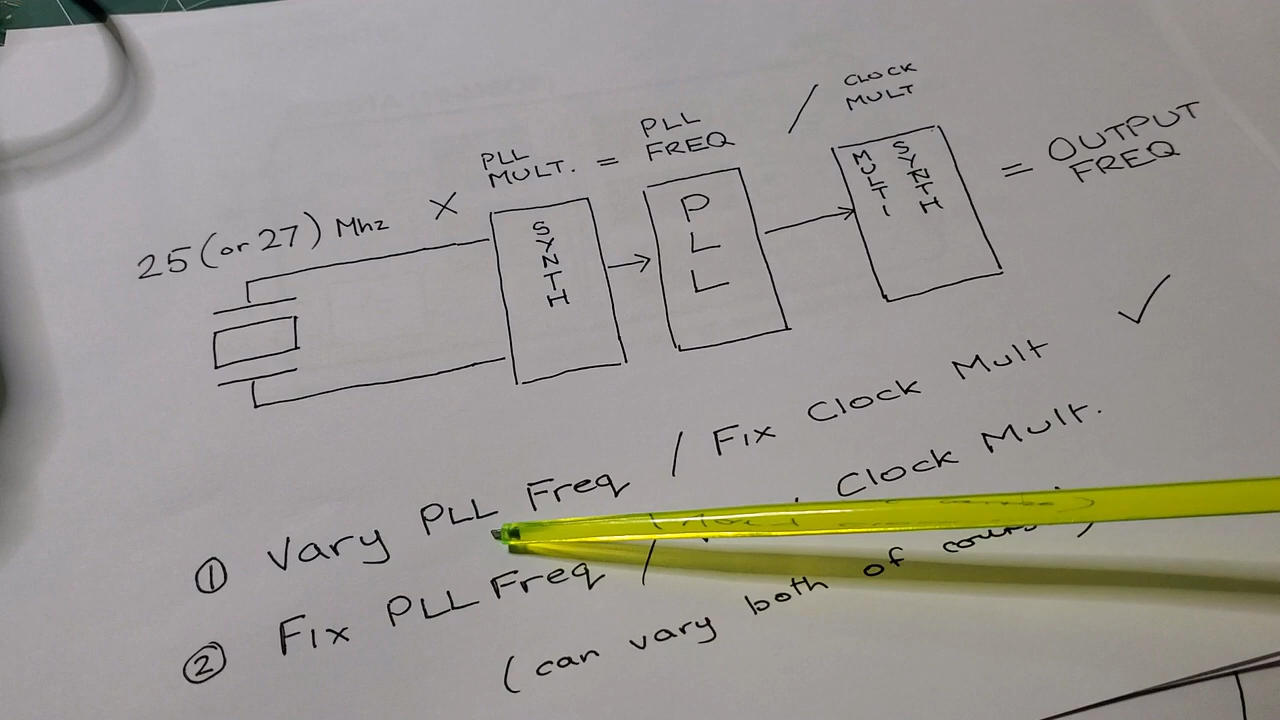 25 (or 27) Mhz X PLL MULT. = PLL FREQ / CLOCK MULT = OUTPUT FREQ
SYNTH
PLL
MULTI SYNTH
① Vary PLL Freq / Fix Clock Mult ✓
② Fix PLL Freq / Clock Mult.
(can vary both of